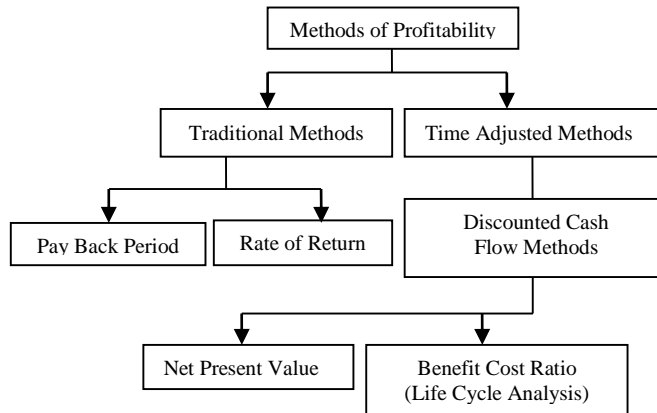 Methods of Profitability
Traditional Methods
Time Adjusted Methods
Pay Back Period
Rate of Return
Discounted Cash
Flow Methods
Net Present Value
Benefit Cost Ratio
(Life Cycle Analysis)